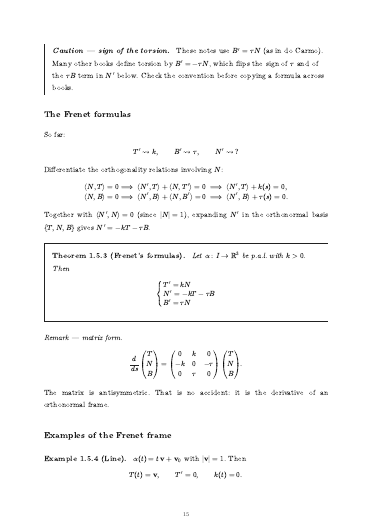 Caution — sign of the torsion. These notes use B′ = τN (as in do Carmo).
Many other books define torsion by B′ = −τN, which flips the sign of τ and of
the τB term in N′ below. Check the convention before copying a formula across
books.
The Frenet formulas
So far:
T′ ⇝ k, B′ ⇝ τ, N′ ⇝ ?
Differentiate the orthogonality relations involving N:
⟨N, T⟩ = 0 ⟹ ⟨N′, T⟩ + ⟨N, T′⟩ = 0 ⟹ ⟨N′, T⟩ + k(s) = 0,
⟨N, B⟩ = 0 ⟹ ⟨N′, B⟩ + ⟨N, B′⟩ = 0 ⟹ ⟨N′, B⟩ + τ(s) = 0.
Together with ⟨N′, N⟩ = 0 (since |N| = 1), expanding N′ in the orthonormal basis
{T, N, B} gives N′ = −kT − τB.
Theorem 1.5.3 (Frenet's formulas). Let α: I → R³ be p.a.l. with k > 0.
Then
{ T′ = kN
N′ = −kT − τB
B′ = τN
Remark — matrix form.
d/ds (T N B) = (0 k 0 −k 0 −τ 0 τ 0) (T N B).
The matrix is antisymmetric. That is no accident: it is the derivative of an
orthonormal frame.
Examples of the Frenet frame
Example 1.5.4 (Line). α(t) = t v + v₀ with |v| = 1. Then
T(t) = v, T′ = 0, k(t) = 0.
15